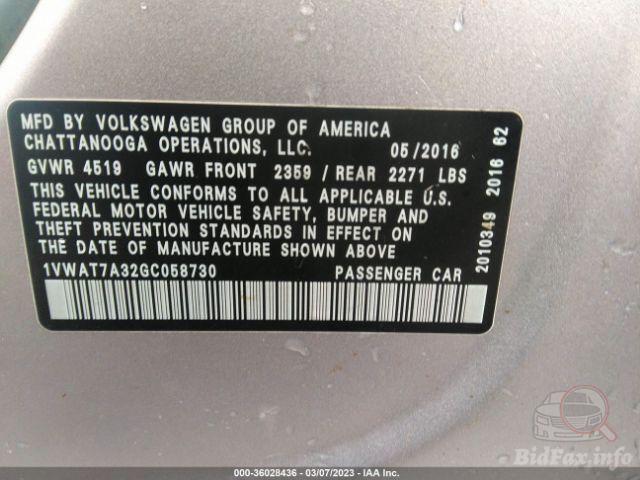 MFD BY VOLKSWAGEN GROUP OF AMERICA
CHATTANOOGA OPERATIONS, LLC. 05/2016
GVWR 4519 GAWR FRONT 2359 / REAR 2271 LBS
THIS VEHICLE CONFORMS TO ALL APPLICABLE U.S.
FEDERAL MOTOR VEHICLE SAFETY, BUMPER AND
THEFT PREVENTION STANDARDS IN EFFECT ON
THE DATE OF MANUFACTURE SHOWN ABOVE
1VWAT7A32GC058730 PASSENGER CAR
2010349 2016 62
000-36028436 - 03/07/2023 - IAA Inc.
BidFax.info